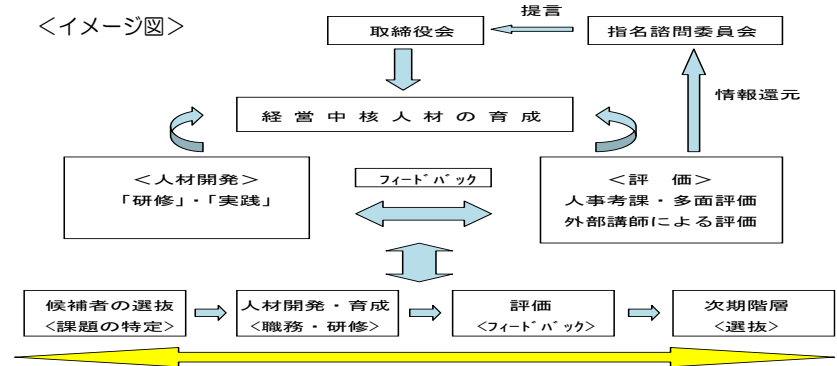 <イメージ図>
提言
取締役会
指名諮問委員会
情報還元
経営中核人材の育成
<人材開発>
「研修」・「実践」
フィードバック
<評 価>
人事考課・多面評価
外部講師による評価
候補者の選抜
<課題の特定>
人材開発・育成
<職務・研修>
評価
<フィードバック>
次期階層
<選抜>